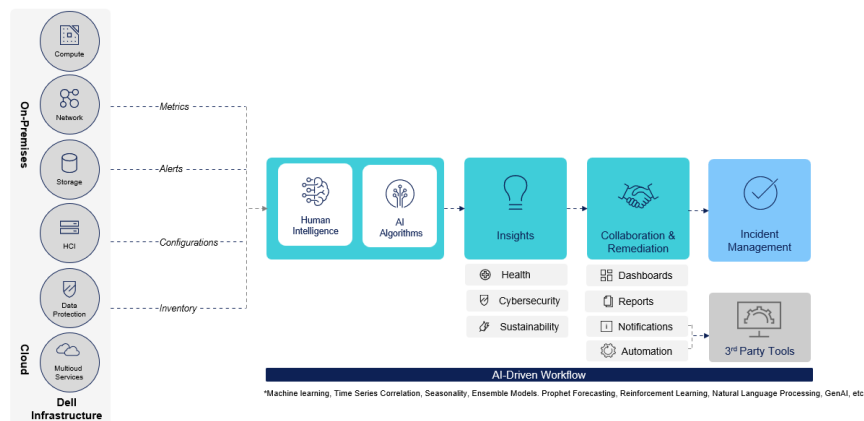 On-Premises
Cloud
Compute
Network
Storage
HCI
Data
Protection
Multioud
Services
Dell
Infrastructure
Metrics
Alerts
Configurations
Inventory
Human
Intelligence
AI
Algorithms
Insights
Health
Cybersecurity
Sustainability
Collaboration &
Remediation
Dashboards
Reports
Notifications
Automation
Incident
Management
3rd Party Tools
AI-Driven Workflow
*Machine learning, Time Series Correlation, Seasonality, Ensemble Models. Prophet Forecasting, Reinforcement Learning, Natural Language Processing, GenAI, etc